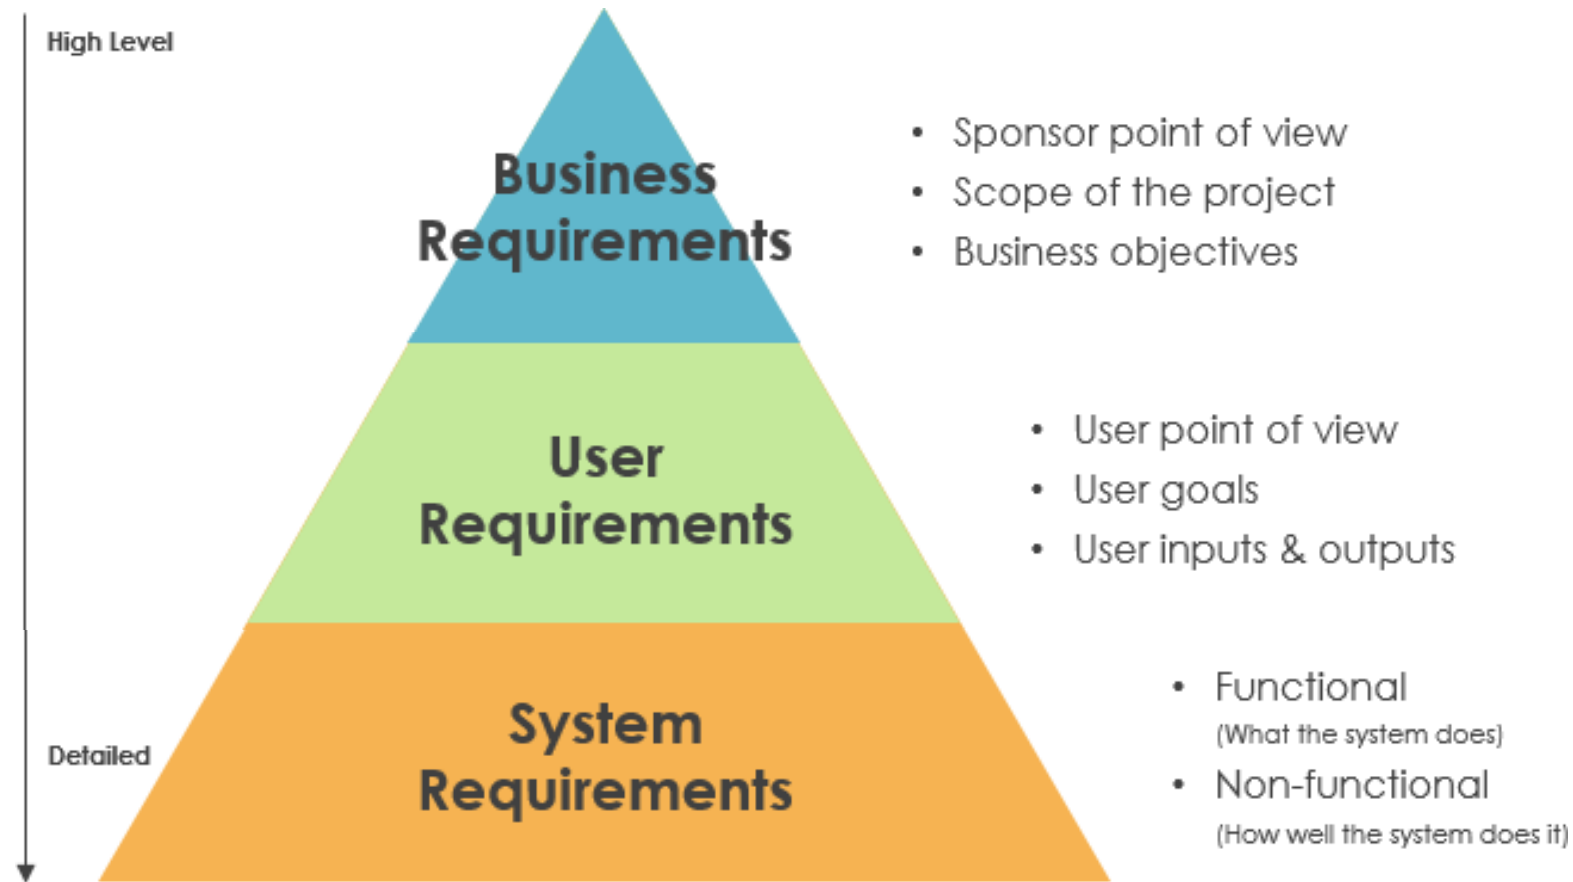 High Level
Business
Requirements
• Sponsor point of view
• Scope of the project
• Business objectives
User
Requirements
• User point of view
• User goals
• User inputs & outputs
System
Requirements
Detailed
• Functional
(What the system does)
• Non-functional
(How well the system does it)